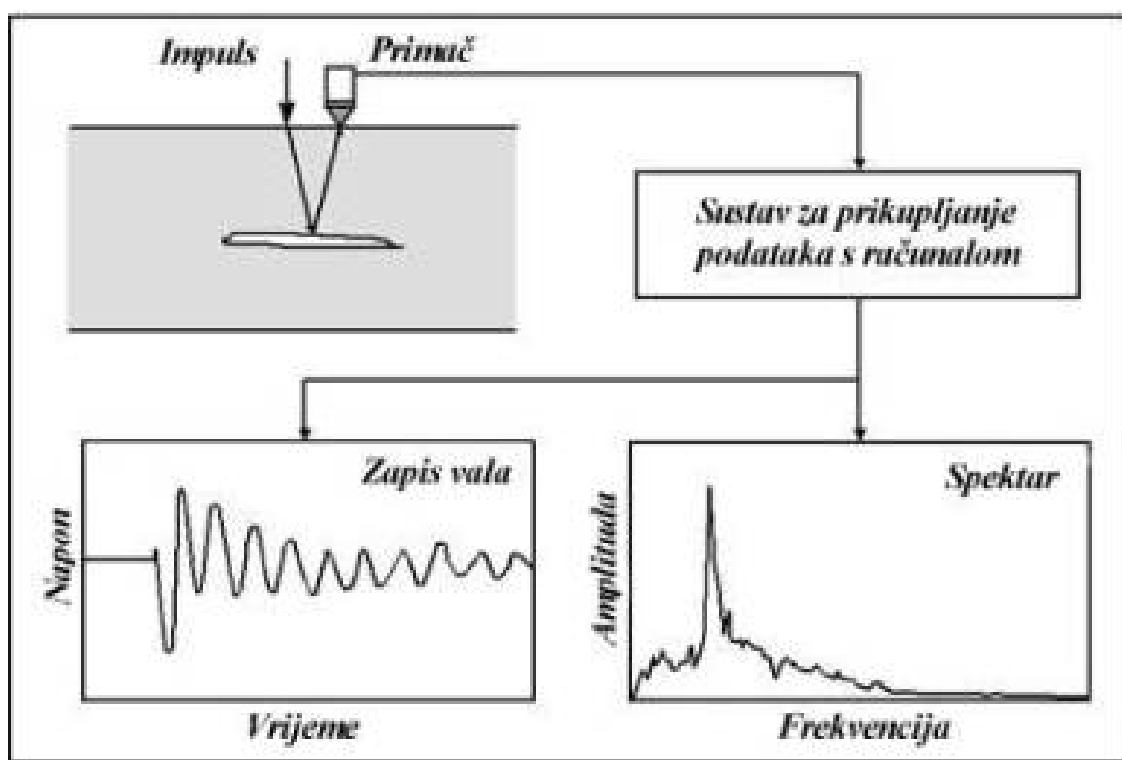 Impuls
Primač
Sustav za prikupljanje
podataka s računalom
Zapis vala
Napon
Vrijeme
Spektar
Amplituda
Frekvencija